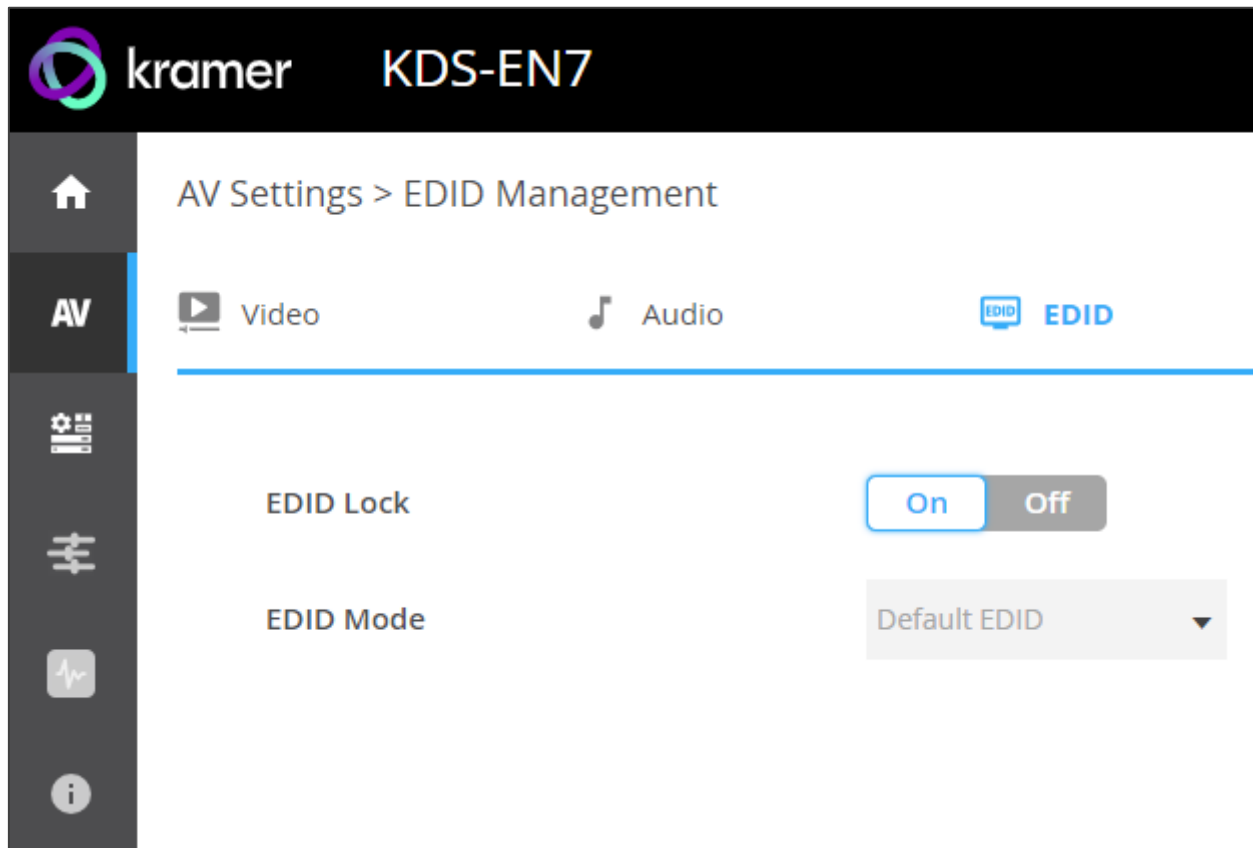 kramer KDS-EN7
AV Settings > EDID Management
AV
Video Audio EDID EDID
EDID Lock On Off
EDID Mode Default EDID